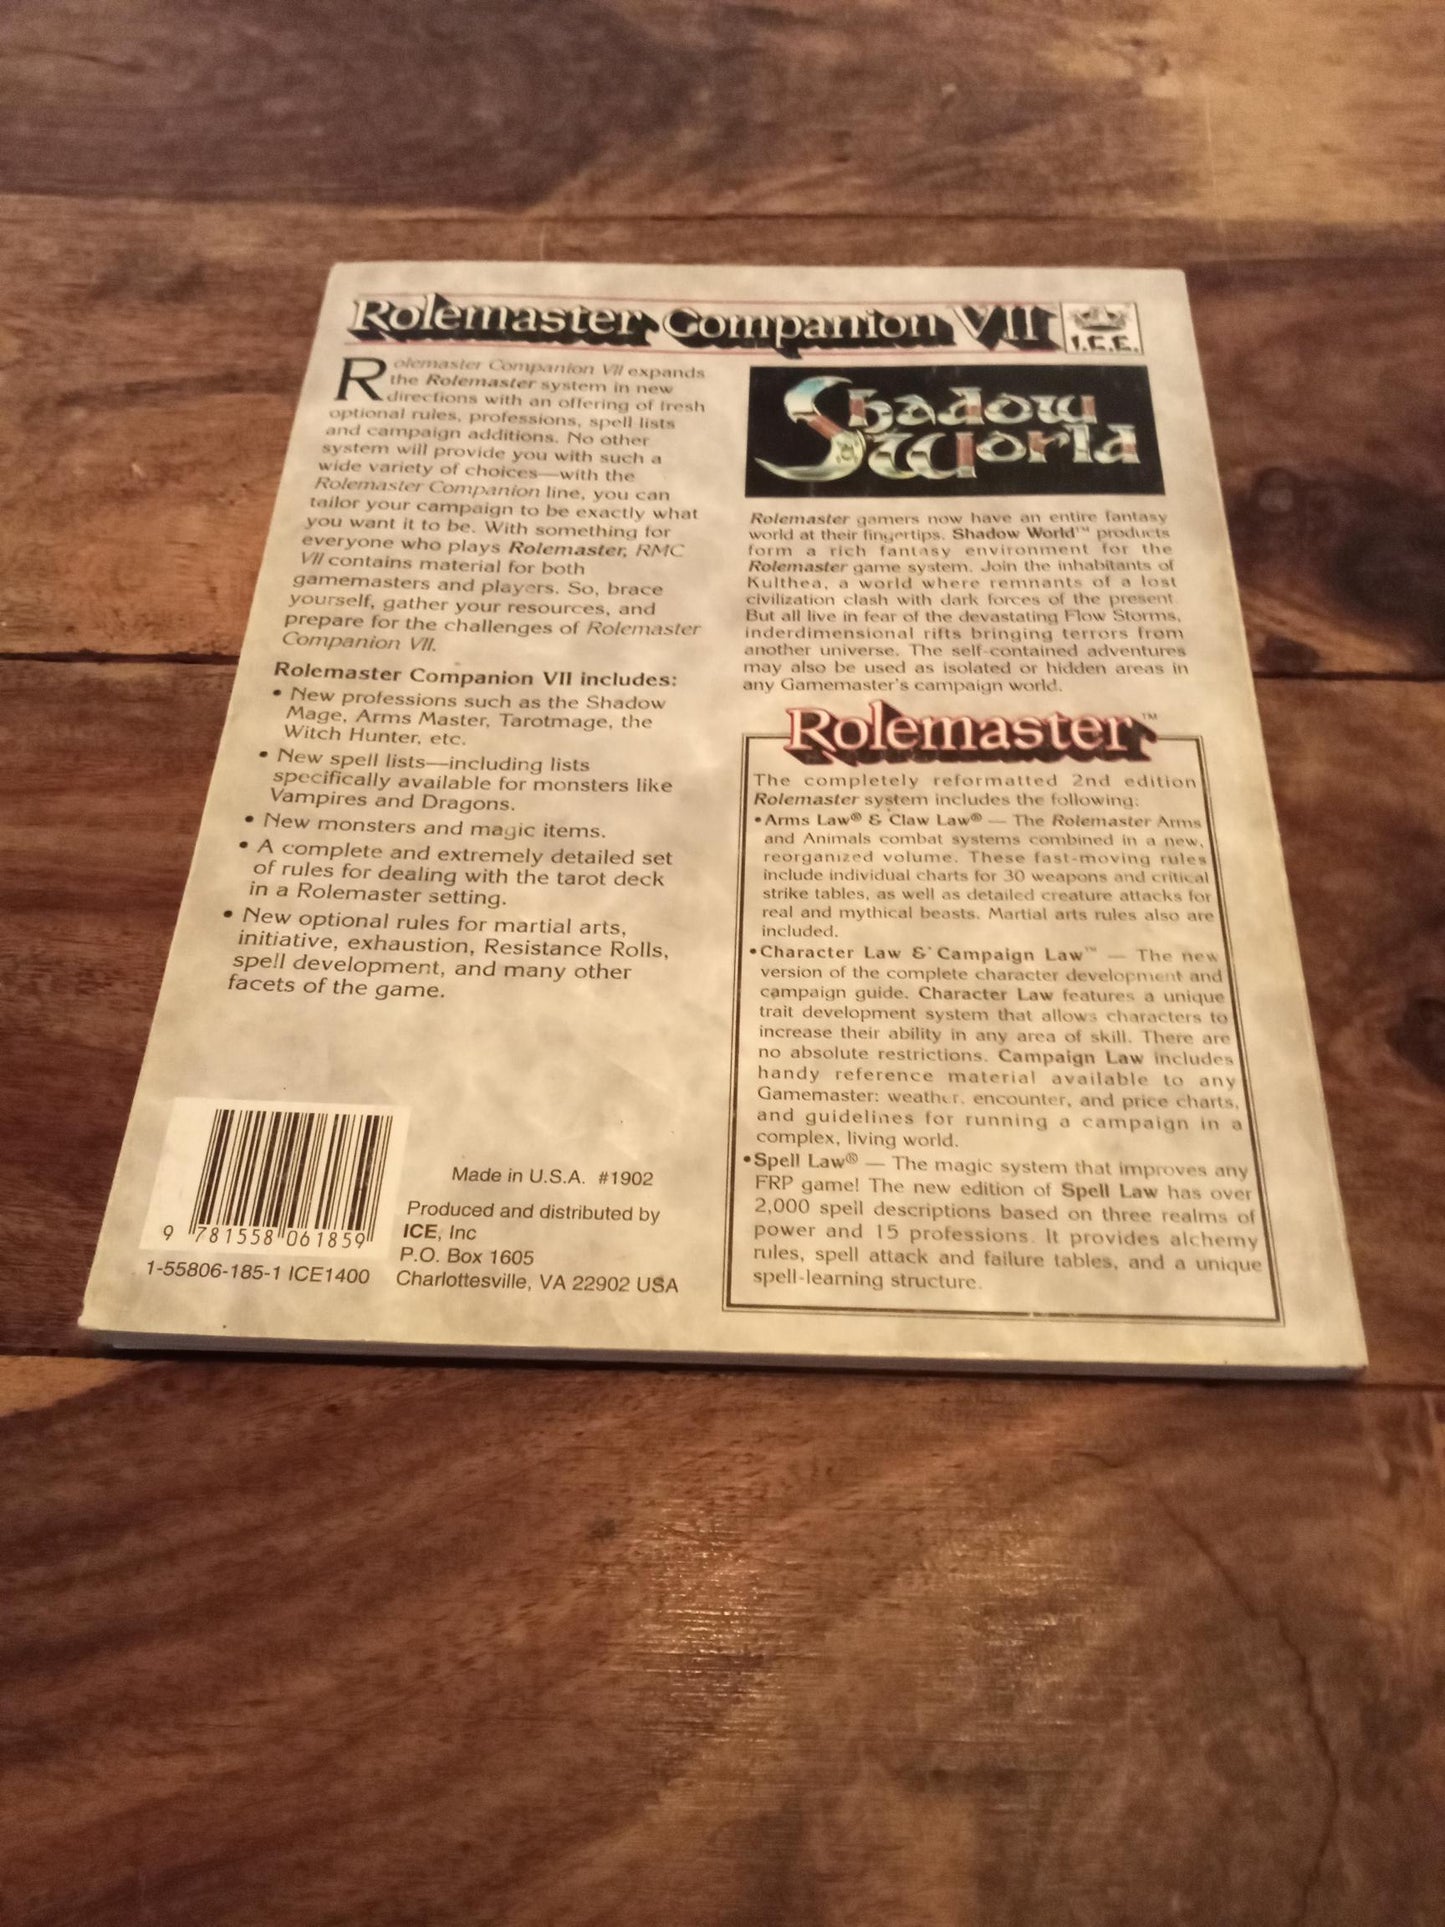 Rolemaster Companion VII
I.C.E.
Rolemaster Companion VII expands
the Rolemaster system in new
directions with an offering of fresh
optional rules, professions, spell lists
and campaign additions. No other
system will provide you with such a
wide variety of choices—with the
Rolemaster Companion line, you can
tailor your campaign to be exactly what
you want it to be. With something for
everyone who plays Rolemaster, RMC
VII contains material for both
gamemasters and players. So, brace
yourself, gather your resources, and
prepare for the challenges of Rolemaster
Companion VII.
Rolemaster Companion VII includes:
• New professions such as the Shadow
Mage, Arms Master, Tarotmage, the
Witch Hunter, etc.
• New spell lists—including lists
specifically available for monsters like
Vampires and Dragons.
• New monsters and magic items.
• A complete and extremely detailed set
of rules for dealing with the tarot deck
in a Rolemaster setting.
• New optional rules for martial arts,
initiative, exhaustion, Resistance Rolls,
spell development, and many other
facets of the game.
9 781558 061859
1-55806-185-1 ICE1400
Made in U.S.A. #1902
Produced and distributed by
ICE, Inc
P.O. Box 1605
Charlottesville, VA 22902 USA
Shadow
World
Rolemaster gamers now have an entire fantasy
world at their fingertips. Shadow World™ products
form a rich fantasy environment for the
Rolemaster game system. Join the inhabitants of
Kulthea, a world where remnants of a lost
civilization clash with dark forces of the present.
But all live in fear of the devastating Flow Storms,
inderdimensional rifts bringing terrors from
another universe. The self-contained adventures
may also be used as isolated or hidden areas in
any Gamemaster's campaign world.
Rolemaster™
The completely reformatted 2nd edition
Rolemaster system includes the following:
•Arms Law® & Claw Law® — The Rolemaster Arms
and Animals combat systems combined in a new,
reorganized volume. These fast-moving rules
include individual charts for 30 weapons and critical
strike tables, as well as detailed creature attacks for
real and mythical beasts. Martial arts rules also are
included.
•Character Law & Campaign Law™ — The new
version of the complete character development and
campaign guide. Character Law features a unique
trait development system that allows characters to
increase their ability in any area of skill. There are
no absolute restrictions. Campaign Law includes
handy reference material available to any
Gamemaster: weather, encounter, and price charts,
and guidelines for running a campaign in a
complex, living world.
•Spell Law® — The magic system that improves any
FRP game! The new edition of Spell Law has over
2,000 spell descriptions based on three realms of
power and 15 professions. It provides alchemy
rules, spell attack and failure tables, and a unique
spell-learning structure.